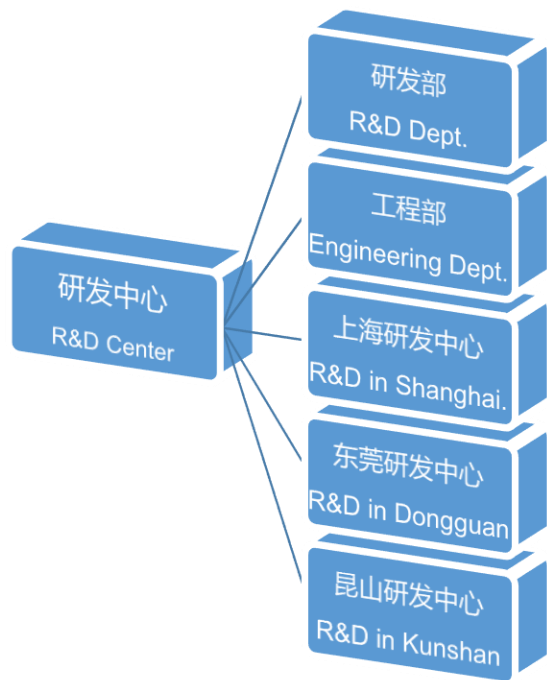 研发中心
R&D Center
研发部
R&D Dept.
工程部
Engineering Dept.
上海研发中心
R&D in Shanghai.
东莞研发中心
R&D in Dongguan
昆山研发中心
R&D in Kunshan